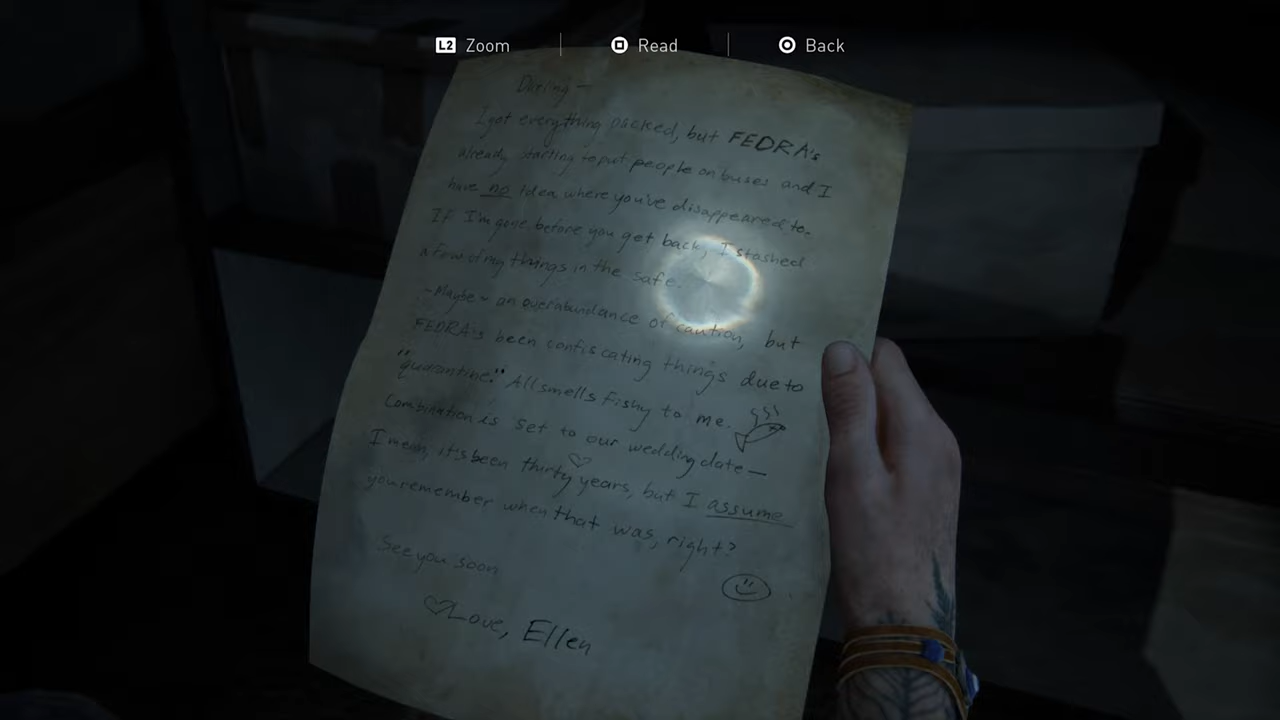 L2 Zoom Read Back
Darling —
I got everything packed, but FEDRA's
already starting to put people on buses and I
have no idea where you've disappeared to.
If I'm gone before you get back, I stashed
a few of my things in the safe.
~Maybe~ an overabundance of caution, but
FEDRA's been confiscating things due to
"quarantine." All smells fishy to me.
Combination is set to our wedding date —
I mean, it's been thirty years, but I assume
you remember when that was, right?
See you soon
Love, Ellen